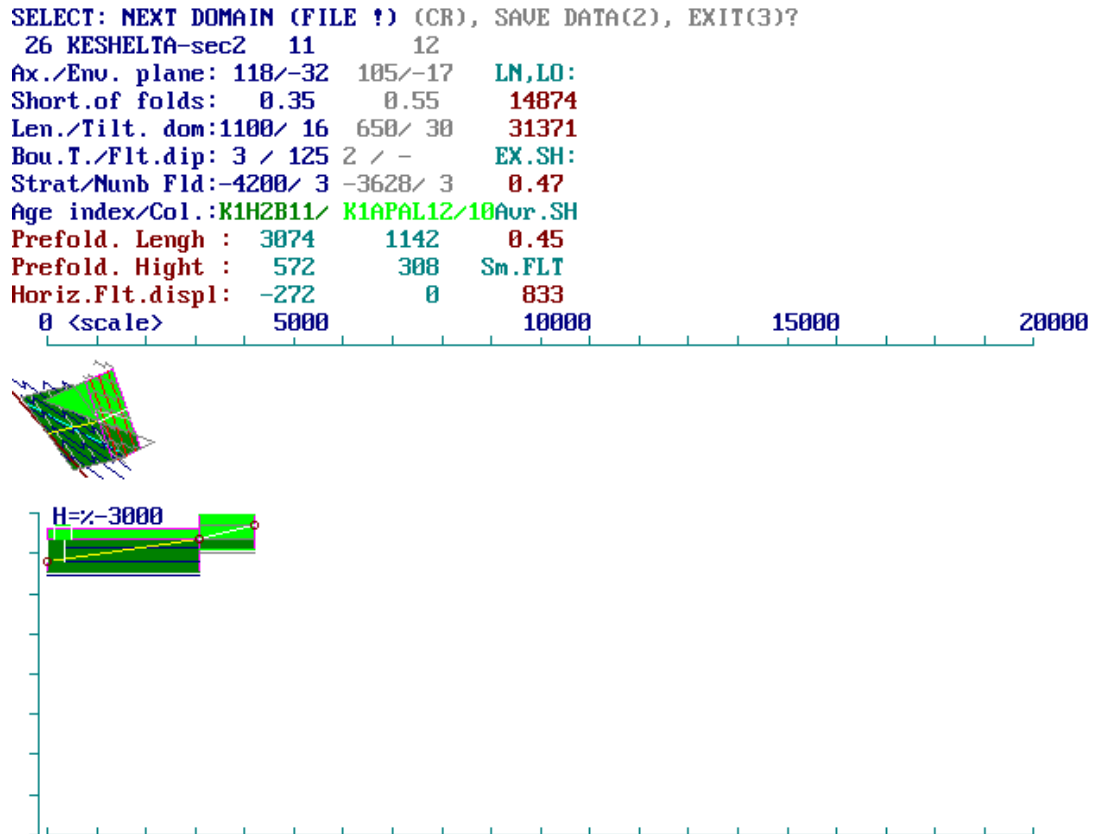 SELECT: NEXT DOMAIN (FILE !) (CR), SAVE DATA(2), EXIT(3)?
26 KESHELTA-sec2 11 12
Ax./Env. plane: 118/-32 105/-17 LN,LO:
Short.of folds: 0.35 0.55 14874
Len./Tilt. dom:1100/ 16 650/ 30 31371
Bou.T./Flt.dip: 3 / 125 2 / - EX.SH:
Strat/Nunb Fld:-4200/ 3 -3628/ 3 0.47
Age index/Col.:K1H2B11/ K1APAL12/10Avr.SH
Prefold. Lengh : 3074 1142 0.45
Prefold. Hight : 572 308 Sm.FLT
Horiz.Flt.displ: -272 0 833
0 <scale> 5000 10000 15000 20000
H=%-3000